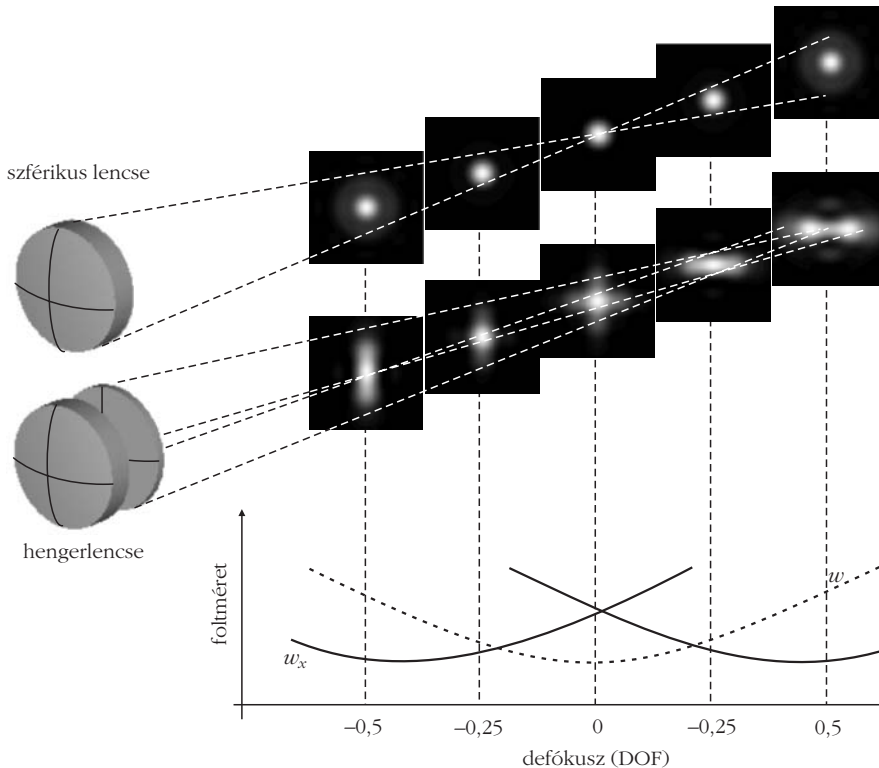 szférikus lencse
hengerlencse
foltméret
w
wₓ
–0,5
–0,25
0
–0,25
0,5
defókusz (DOF)